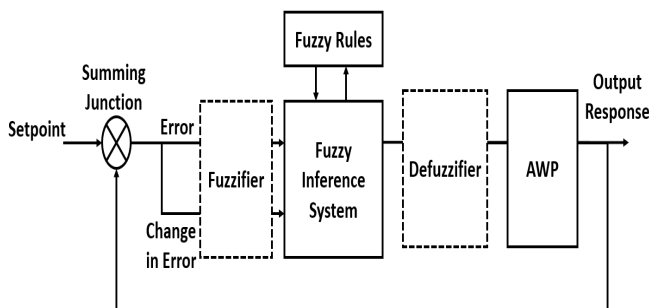 Fuzzy Rules
Summing
Junction
Setpoint
Error
Change
in Error
Fuzzifier
Fuzzy
Inference
System
Defuzzifier
AWP
Output
Response